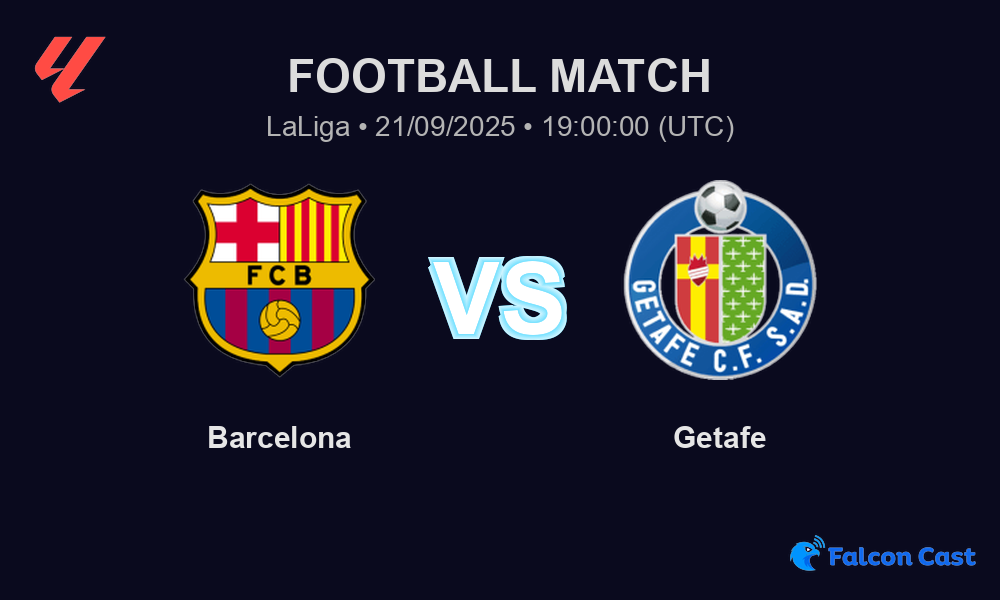 FOOTBALL MATCH
LaLiga • 21/09/2025 • 19:00:00 (UTC)
FCB
VS
GETAFE C.F. S.A.D.
Barcelona
Getafe
Falcon Cast